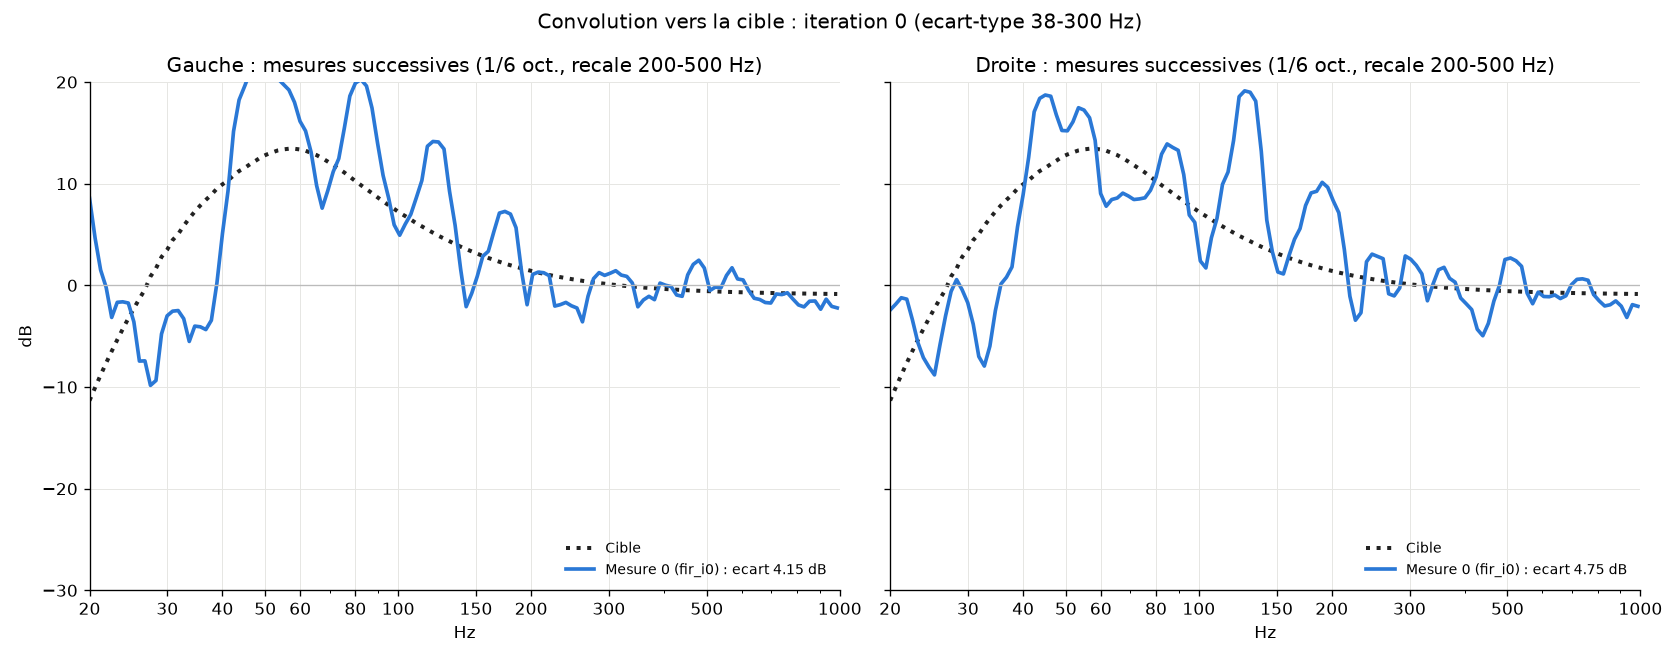 Convolution vers la cible : iteration 0 (ecart-type 38-300 Hz)
Gauche : mesures successives (1/6 oct., recale 200-500 Hz)
20
10
0
−10
−20
−30
dB
20 30 40 50 60 80 100 150 200 300 500 1000
Hz
Cible
Mesure 0 (fir_i0) : ecart 4.15 dB
Droite : mesures successives (1/6 oct., recale 200-500 Hz)
20 30 40 50 60 80 100 150 200 300 500 1000
Hz
Cible
Mesure 0 (fir_i0) : ecart 4.75 dB